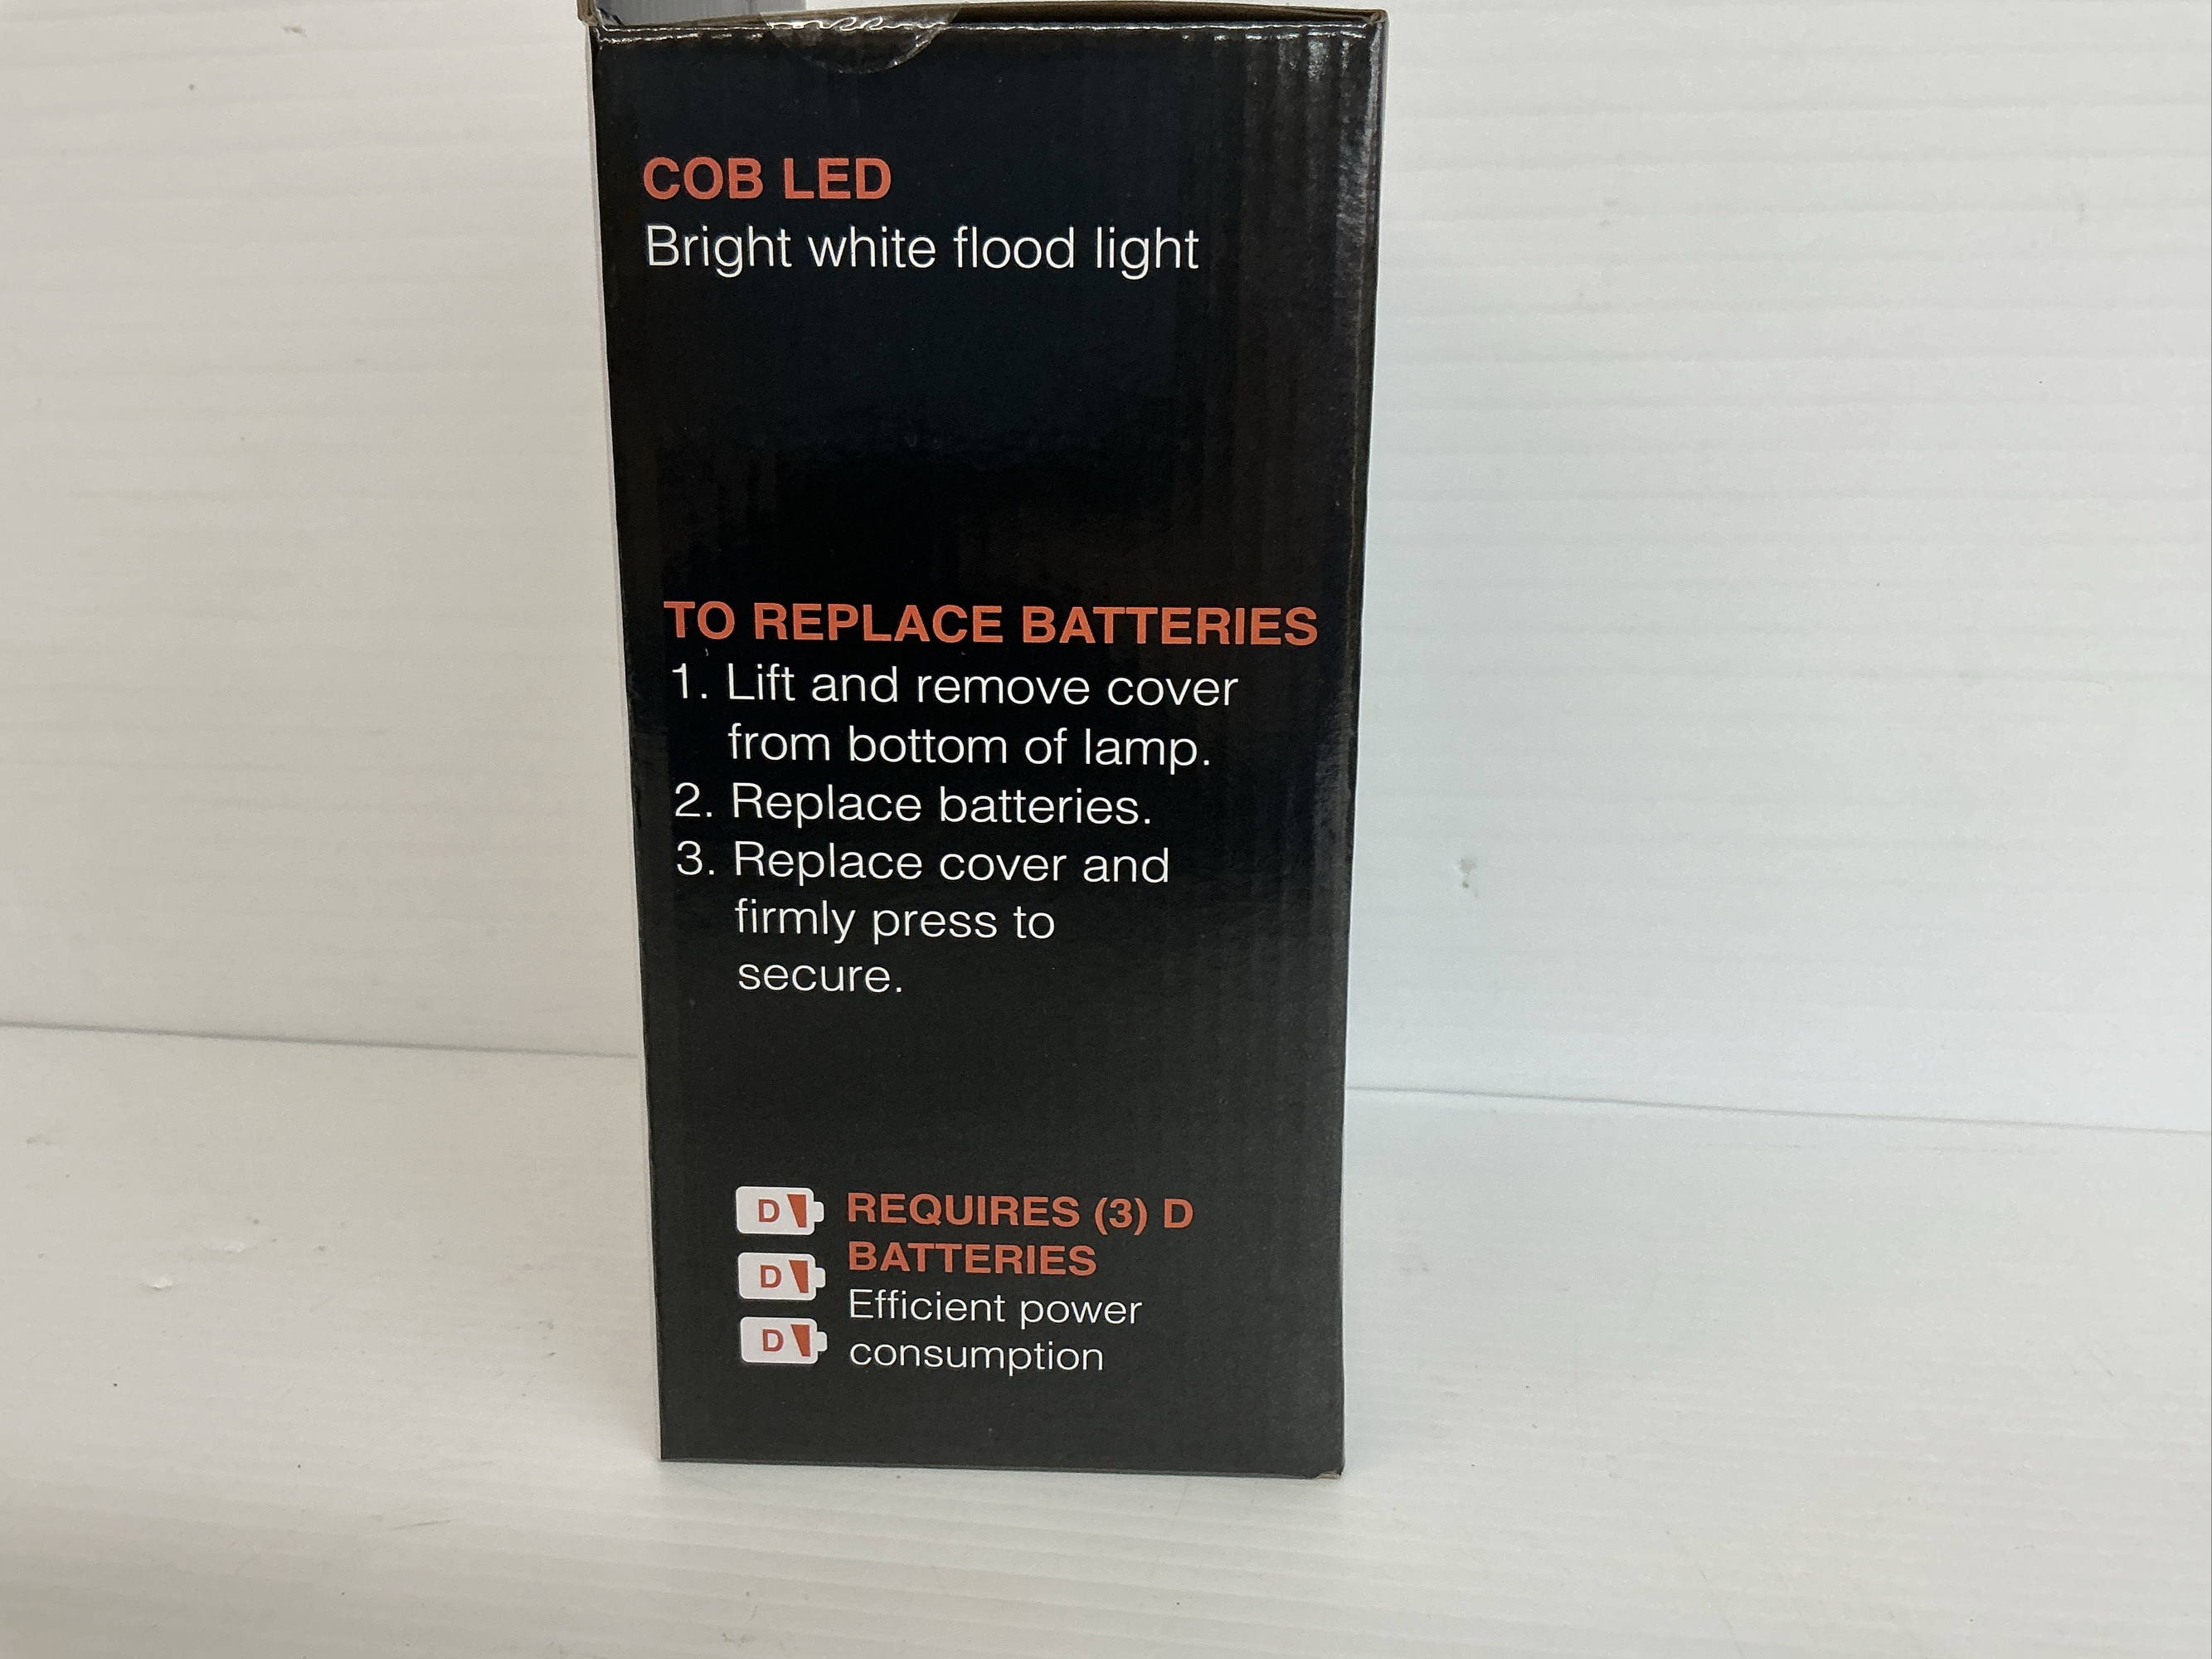 COB LED
Bright white flood light
TO REPLACE BATTERIES
1. Lift and remove cover
from bottom of lamp.
2. Replace batteries.
3. Replace cover and
firmly press to
secure.
D
D
D
REQUIRES (3) D
BATTERIES
Efficient power
consumption